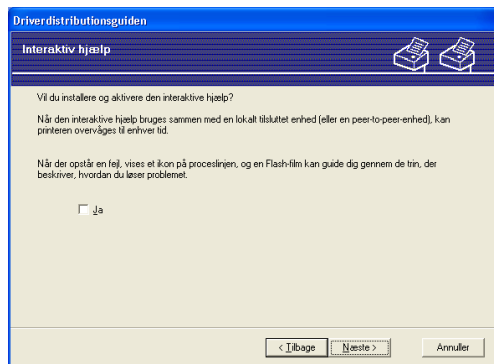 Driverdistributionsguiden
Interaktiv hjælp
Vil du installere og aktivere den interaktive hjælp?
Når den interaktive hjælp bruges sammen med en lokalt tilsluttet enhed (eller en peer-to-peer-enhed), kan
printeren overvåges til enhver tid.
Når der opstår en fejl, vises et ikon på proceslinjen, og en Flash-film kan guide dig gennem de trin, der
beskriver, hvordan du løser problemet.
Ja
< Tilbage
Næste >
Annuller